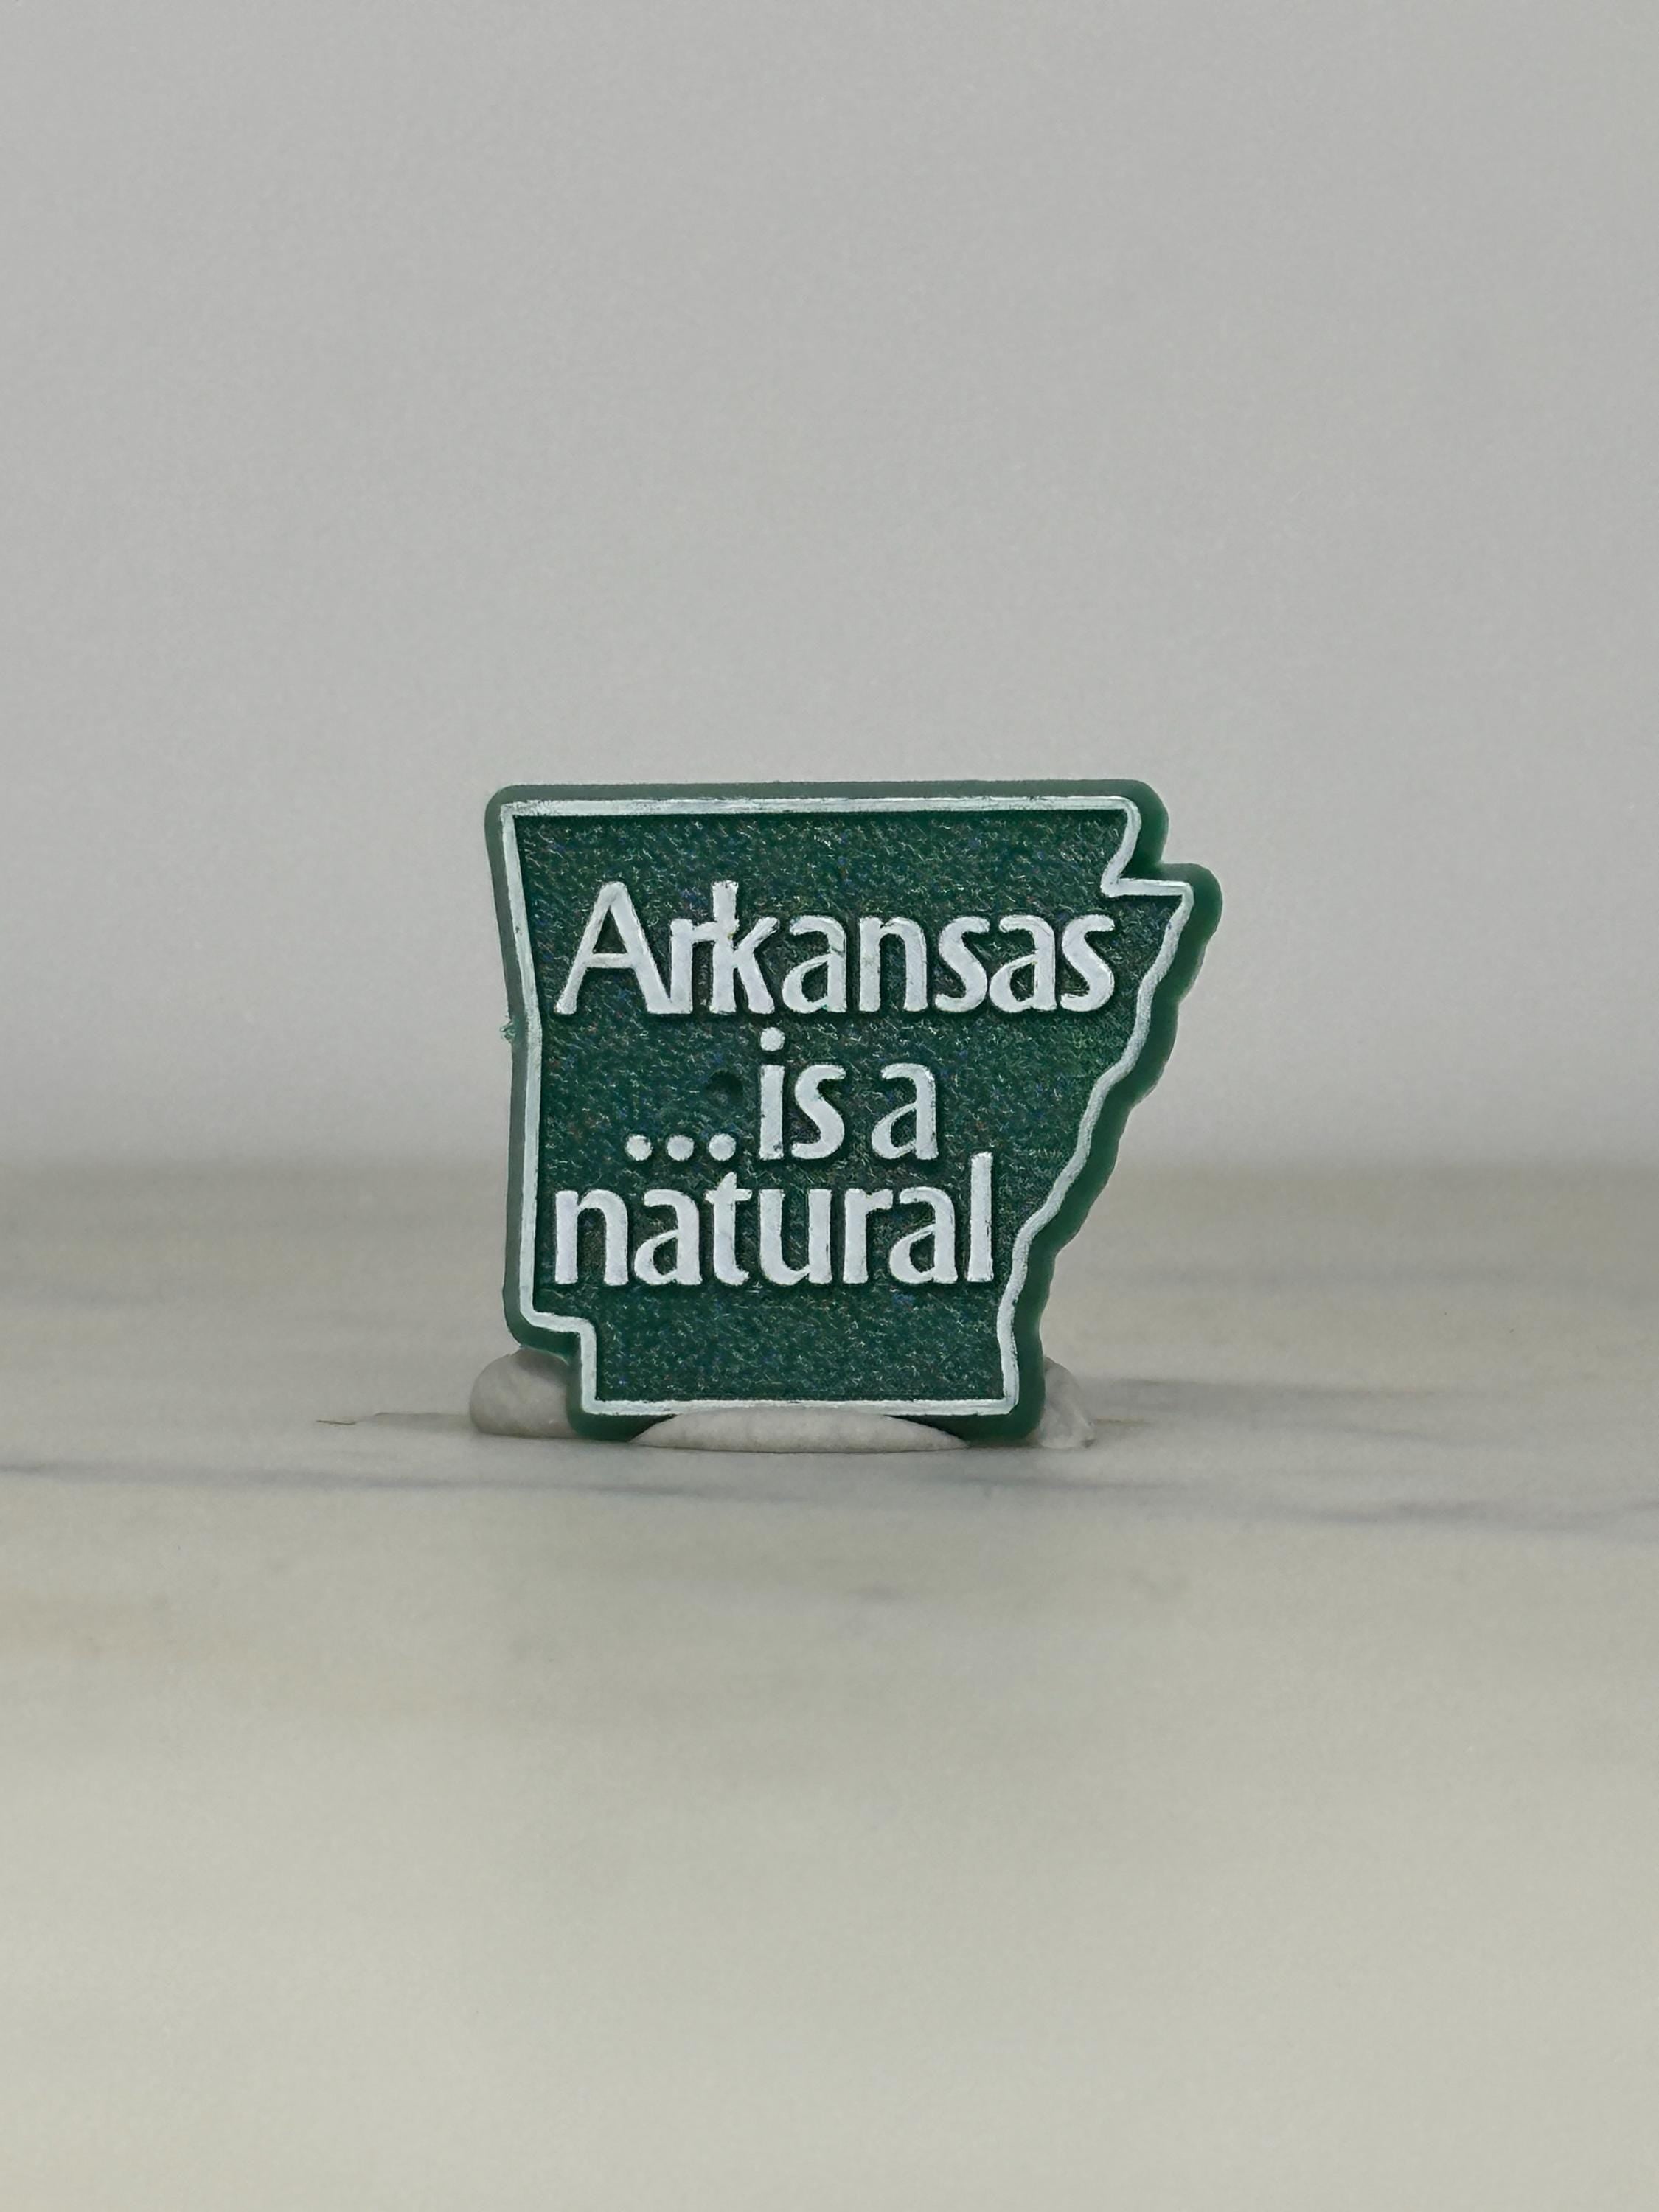 Arkansas
...is a
natural